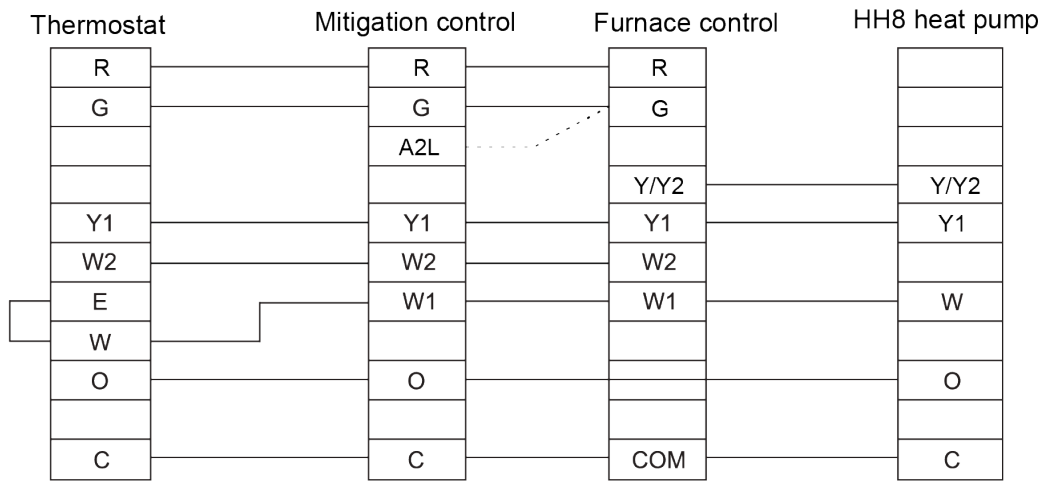 Thermostat Mitigation control Furnace control HH8 heat pump
R R R
G G G
A2L
Y/Y2 Y/Y2
Y1 Y1 Y1 Y1
W2 W2 W2
E W1 W1 W
W
O O O
C C COM C